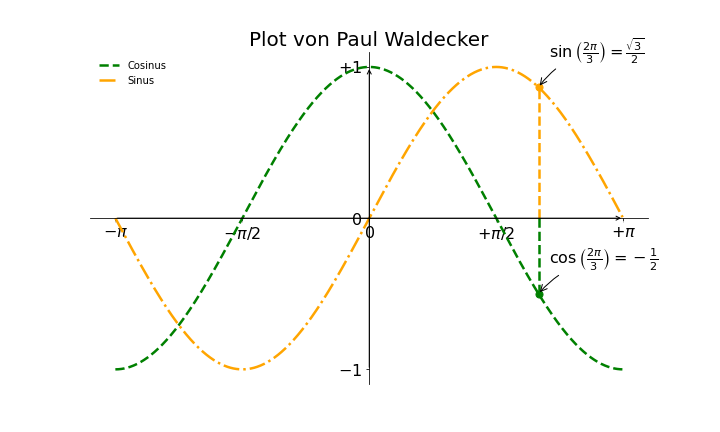 Plot von Paul Waldecker
Cosinus
Sinus
+1
0
−1
−π
−π/2
0
+π/2
+π
sin (2π/3) = √3/2
cos (2π/3) = −1/2